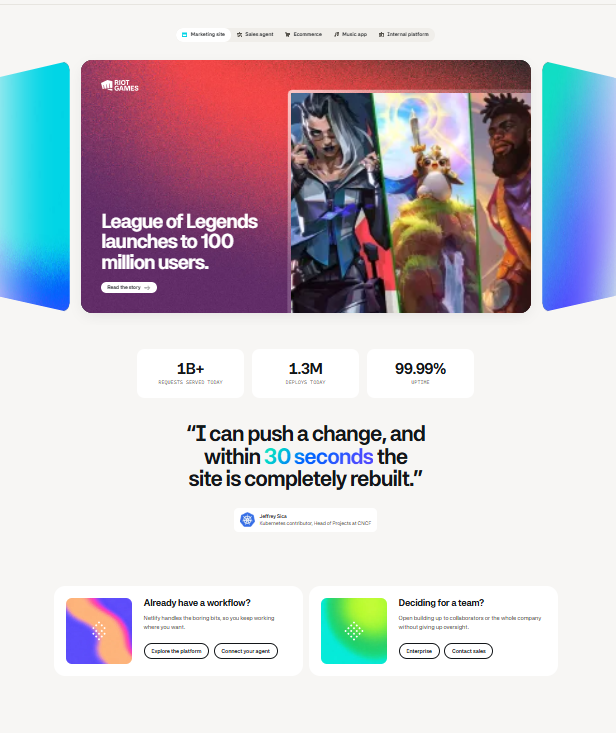 Marketing site
Sales agent
Ecommerce
Music app
Internal platform
RIOT
GAMES
League of Legends
launches to 100
million users.
Read the story →
1B+
REQUESTS SERVED TODAY
1.3M
DEPLOYS TODAY
99.99%
UPTIME
“I can push a change, and
within 30 seconds the
site is completely rebuilt.”
Jeffrey Sica
Kubernetes contributor, Head of Projects at CNCF
Already have a workflow?
Netlify handles the boring bits, so you keep working
where you want.
Explore the platform
Connect your agent
Deciding for a team?
Open building up to collaborators or the whole company
without giving up oversight.
Enterprise
Contact sales